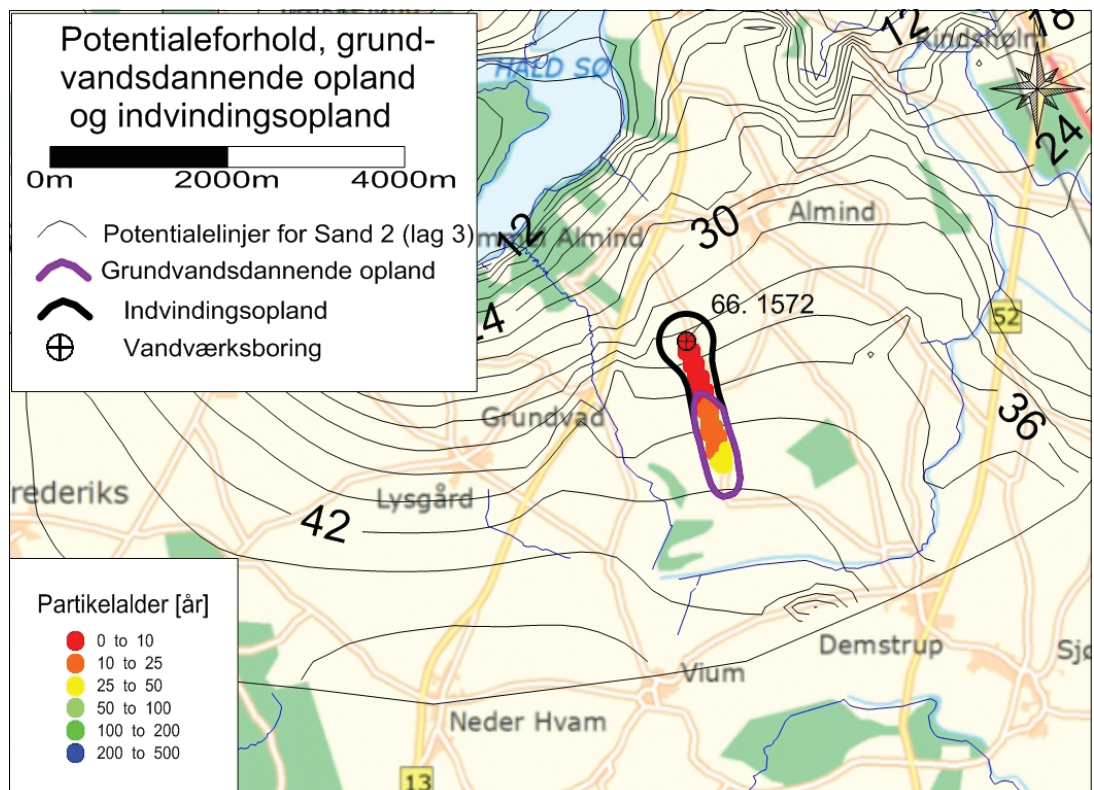 Potentialeforhold, grund-
vandsdannende opland
og indvindingsopland
0m 2000m 4000m
Potentialelinjer for Sand 2 (lag 3)
Grundvandsdannende opland
Indvindingsopland
Vandværksboring
HALD SØ
12
18
24
Almind
12
Almind
30
66. 1572
52
36
Grundvad
rederiks
Lysgård
42
Demstrup
Vium
Neder Hvam
13
Partikelalder [år]
0 to 10
10 to 25
25 to 50
50 to 100
100 to 200
200 to 500